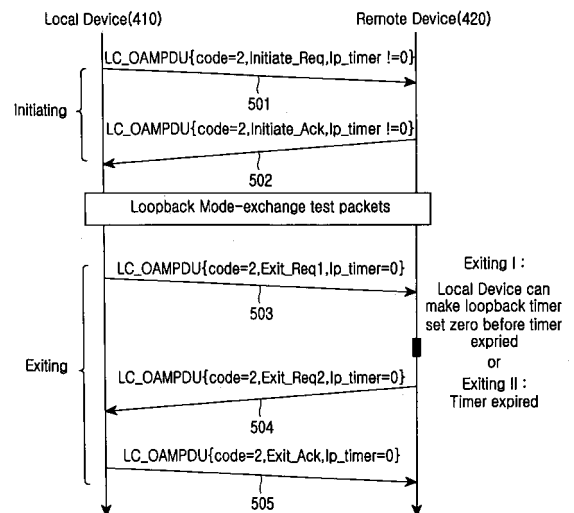 Local Device(410)
Remote Device(420)
LC_OAMPDU{code=2,Initiate_Req,lp_timer !=0}
501
Initiating
LC_OAMPDU{code=2,Initiate_Ack,lp_timer !=0}
502
Loopback Mode-exchange test packets
LC_OAMPDU{code=2,Exit_Req1,lp_timer=0}
503
Exiting I :
Local Device can
make loopback timer
set zero before timer
expried
or
Exiting II :
Timer expired
Exiting
LC_OAMPDU{code=2,Exit_Req2,lp_timer=0}
504
LC_OAMPDU{code=2,Exit_Ack,lp_timer=0}
505